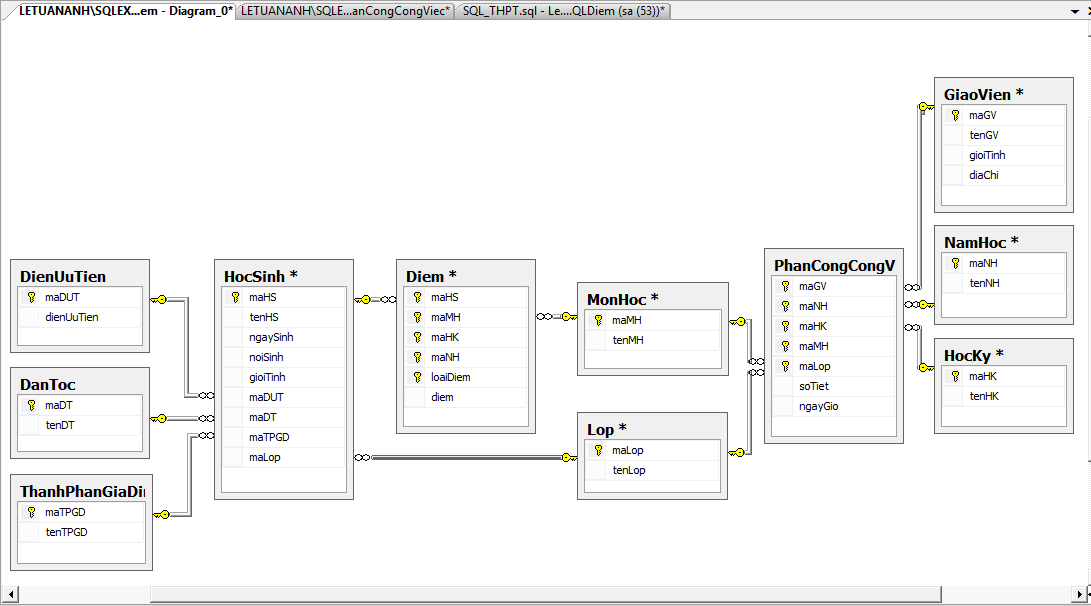 LETUANANH\SQLEX...em - Diagram_0* LETUANANH\SQLE...anCongCongViec* SQL_THPT.sql - Le....QLDiem (sa (53))*
DienUuTien
maDUT
dienUuTien
DanToc
maDT
tenDT
ThanhPhanGiaDin
maTPGD
tenTPGD
HocSinh *
maHS
tenHS
ngaySinh
noiSinh
gioiTinh
maDUT
maDT
maTPGD
maLop
Diem *
maHS
maMH
maHK
maNH
loaiDiem
diem
MonHoc *
maMH
tenMH
Lop *
maLop
tenLop
PhanCongCongV
maGV
maNH
maHK
maMH
maLop
soTiet
ngayGio
GiaoVien *
maGV
tenGV
gioiTinh
diaChi
NamHoc *
maNH
tenNH
HocKy *
maHK
tenHK